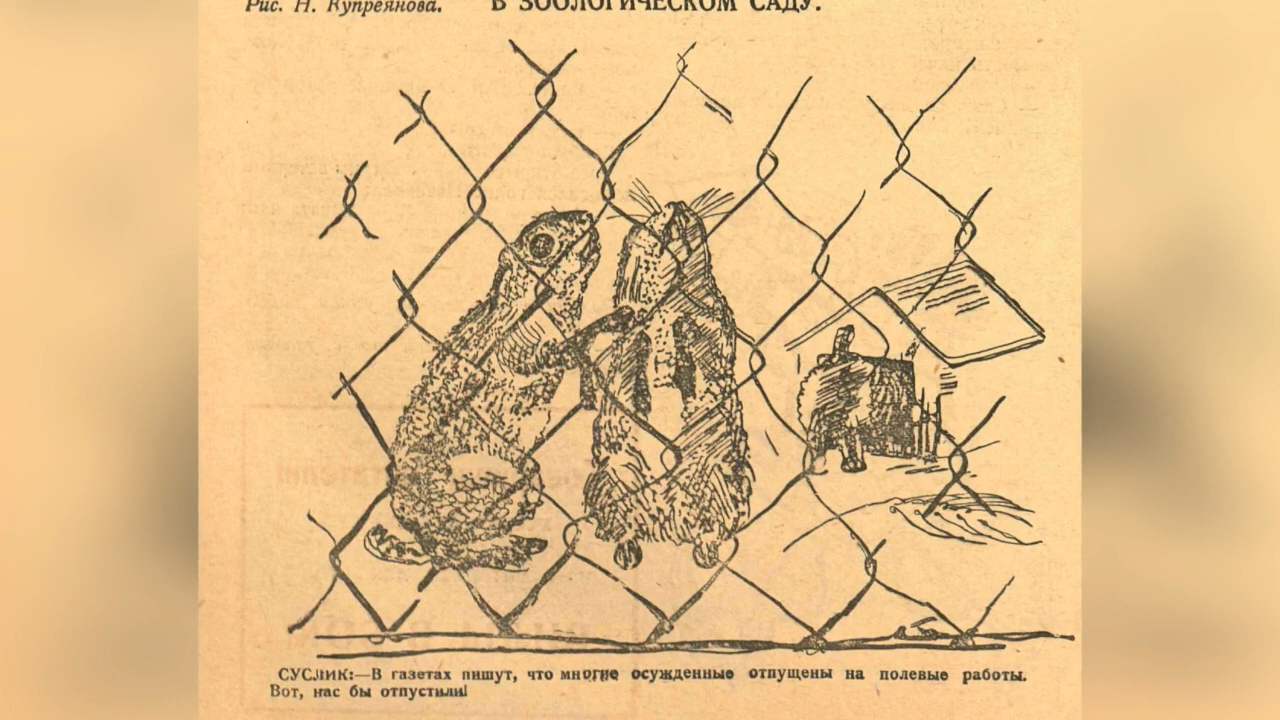 Рис. Н. Купреянова. В ЗООЛОГИЧЕСКОМ САДУ.
СУСЛИК:—В газетах пишут, что многие осужденные отпущены на полевые работы.
Вот, нас бы отпустили!